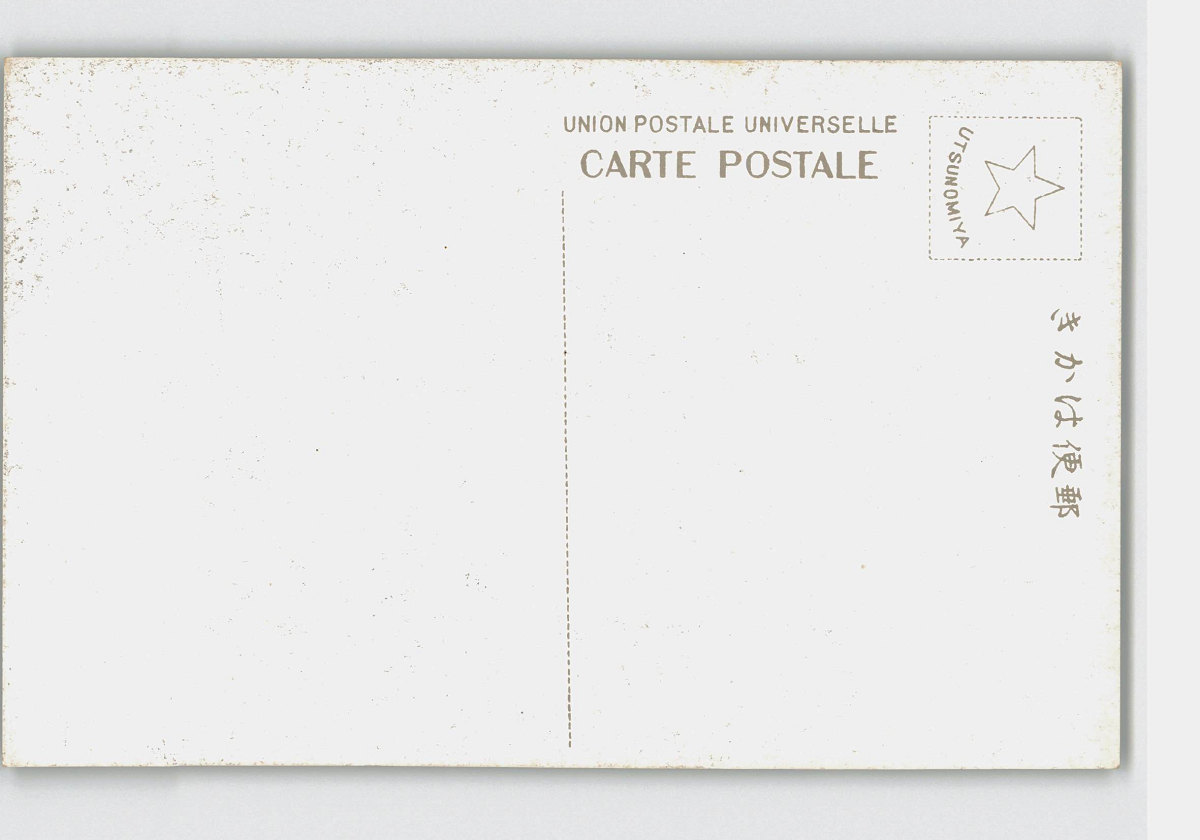 UNION POSTALE UNIVERSELLE
CARTE POSTALE
UTSUNOMIYA
きかは便郵